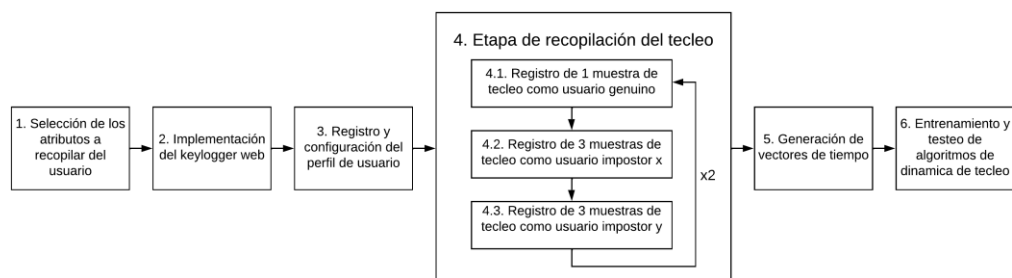 1. Selección de los
atributos a
recopilar del
usuario
2. Implementación
del keylogger web
3. Registro y
configuración del
perfil de usuario
4. Etapa de recopilación del tecleo
4.1. Registro de 1 muestra de
tecleo como usuario genuino
4.2. Registro de 3 muestras de
tecleo como usuario impostor x
4.3. Registro de 3 muestras de
tecleo como usuario impostor y
x2
5. Generación de
vectores de tiempo
6. Entrenamiento y
testeo de
algoritmos de
dinamica de tecleo